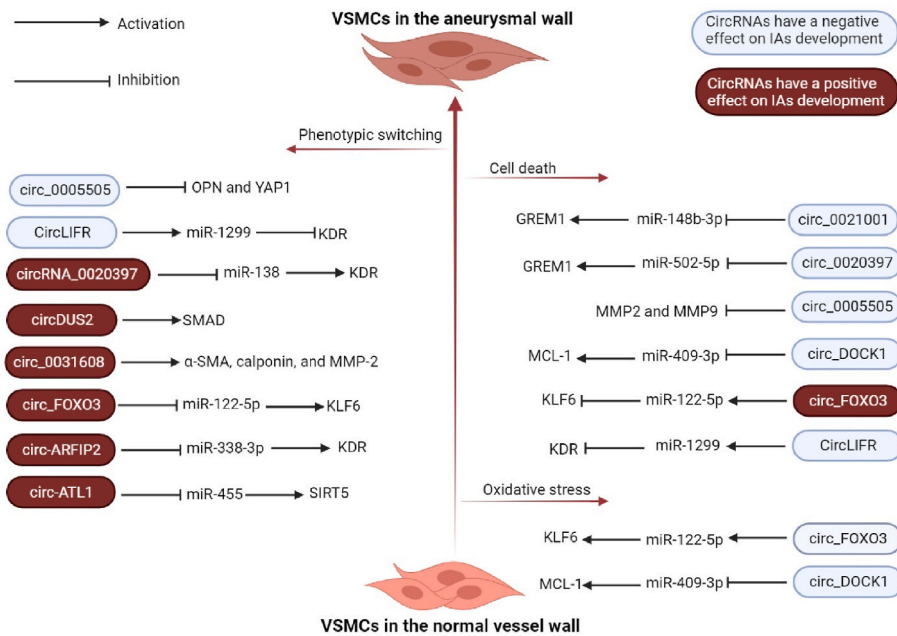 VSMCs in the aneurysmal wall
Activation
Inhibition
CircRNAs have a negative
effect on IAs development
CircRNAs have a positive
effect on IAs development
Phenotypic switching
circ_0005505 OPN and YAP1
CircLIFR miR-1299 KDR
circRNA_0020397 miR-138 KDR
circDUS2 SMAD
circ_0031608 α-SMA, calponin, and MMP-2
circ_FOXO3 miR-122-5p KLF6
circ-ARFIP2 miR-338-3p KDR
circ-ATL1 miR-455 SIRT5
Cell death
GREM1 miR-148b-3p circ_0021001
GREM1 miR-502-5p circ_0020397
MMP2 and MMP9 circ_0005505
MCL-1 miR-409-3p circ_DOCK1
KLF6 miR-122-5p circ_FOXO3
KDR miR-1299 CircLIFR
Oxidative stress
KLF6 miR-122-5p circ_FOXO3
MCL-1 miR-409-3p circ_DOCK1
VSMCs in the normal vessel wall